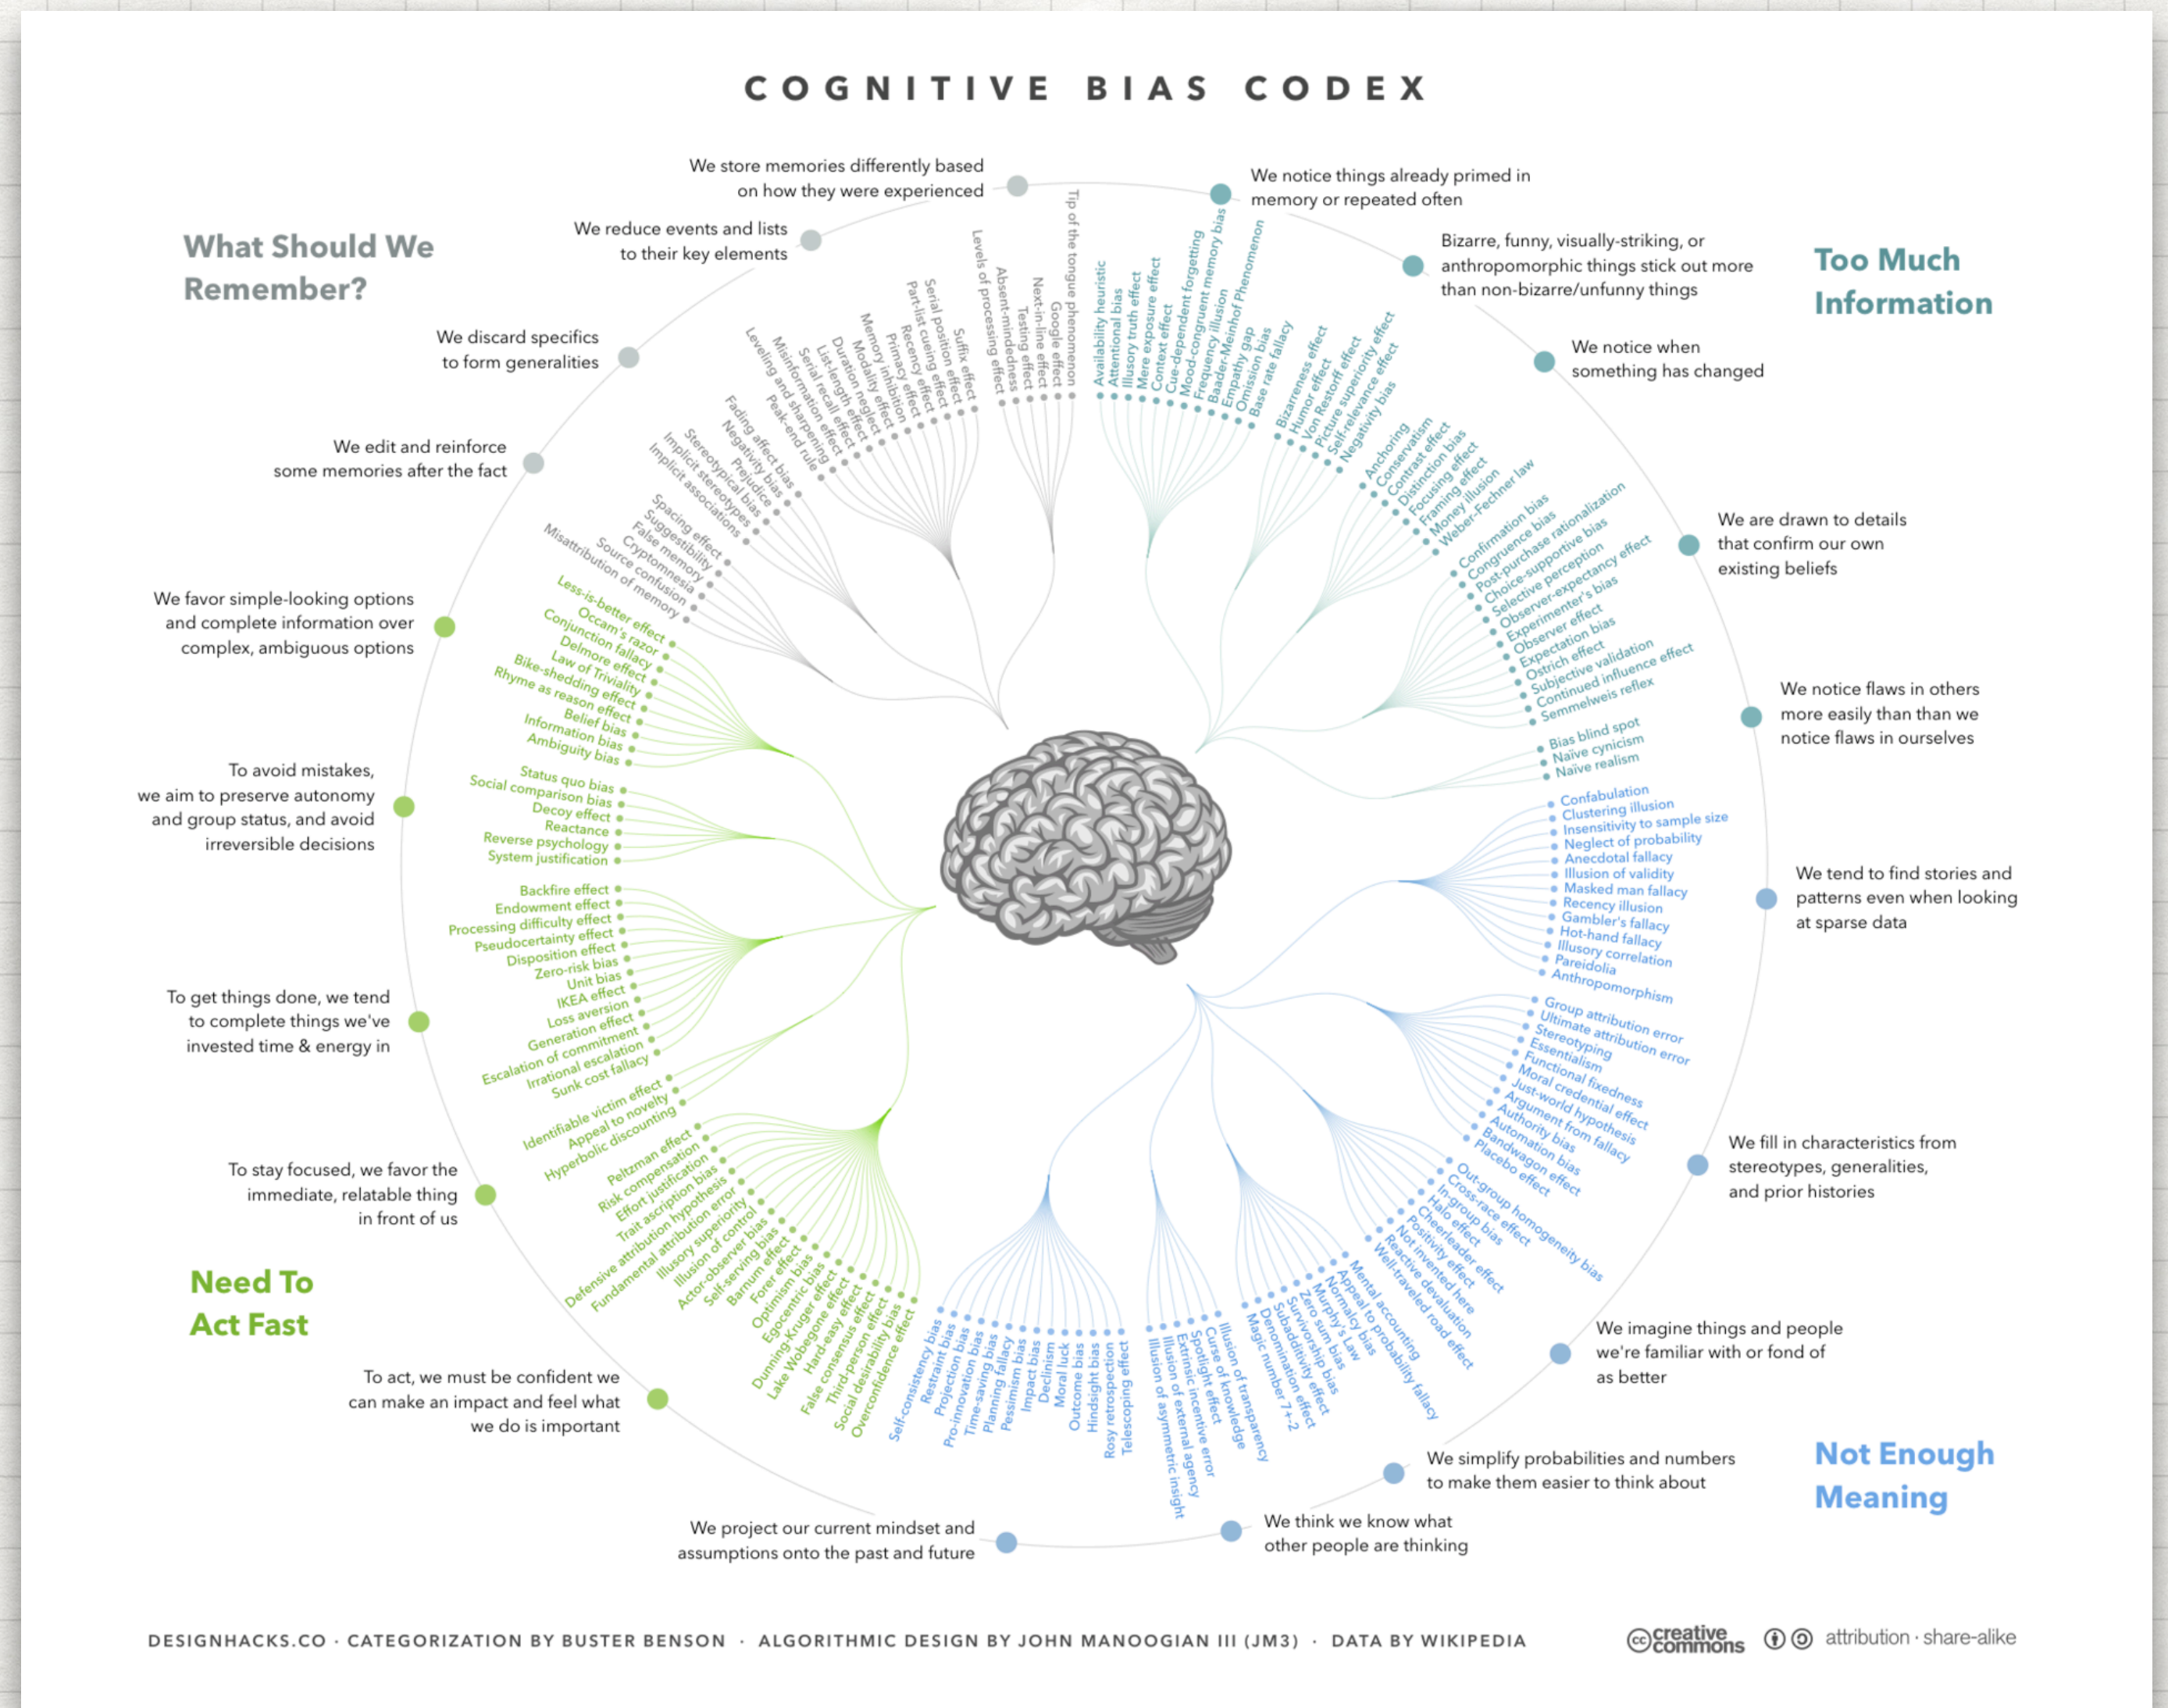 COGNITIVE BIAS CODEX
What Should We
Remember?
We store memories differently based
on how they were experienced
We reduce events and lists
to their key elements
We discard specifics
to form generalities
We edit and reinforce
some memories after the fact
Too Much
Information
We notice things already primed in
memory or repeated often
Bizarre, funny, visually-striking, or
anthropomorphic things stick out more
than non-bizarre/unfunny things
We notice when
something has changed
We are drawn to details
that confirm our own
existing beliefs
We notice flaws in others
more easily than than we
notice flaws in ourselves
Not Enough
Meaning
We tend to find stories and
patterns even when looking
at sparse data
We fill in characteristics from
stereotypes, generalities,
and prior histories
We imagine things and people
we're familiar with or fond of
as better
We simplify probabilities and numbers
to make them easier to think about
We think we know what
other people are thinking
We project our current mindset and
assumptions onto the past and future
Need To
Act Fast
To act, we must be confident we
can make an impact and feel what
we do is important
To stay focused, we favor the
immediate, relatable thing
in front of us
To get things done, we tend
to complete things we've
invested time & energy in
To avoid mistakes,
we aim to preserve autonomy
and group status, and avoid
irreversible decisions
We favor simple-looking options
and complete information over
complex, ambiguous options
Availability heuristic
Attentional bias
Illusory truth effect
Mere exposure effect
Context effect
Cue-dependent forgetting
Mood-congruent memory bias
Frequency illusion
Baader-Meinhof Phenomenon
Empathy gap
Omission bias
Base rate fallacy
Bizarreness effect
Humor effect
Von Restorff effect
Picture superiority effect
Self-relevance effect
Negativity bias
Anchoring
Conservatism
Contrast effect
Distinction bias
Focusing effect
Framing effect
Money illusion
Weber–Fechner law
Confirmation bias
Congruence bias
Post-purchase rationalization
Choice-supportive bias
Selective perception
Observer-expectancy effect
Experimenter's bias
Observer effect
Expectation bias
Ostrich effect
Subjective validation
Continued influence effect
Semmelweis reflex
Bias blind spot
Naïve cynicism
Naïve realism
Confabulation
Clustering illusion
Insensitivity to sample size
Neglect of probability
Anecdotal fallacy
Illusion of validity
Masked man fallacy
Recency illusion
Gambler's fallacy
Hot-hand fallacy
Illusory correlation
Pareidolia
Anthropomorphism
Group attribution error
Ultimate attribution error
Stereotyping
Essentialism
Functional fixedness
Moral credential effect
Just-world hypothesis
Argument from fallacy
Authority bias
Automation bias
Bandwagon effect
Placebo effect
Out-group homogeneity bias
Cross-race effect
In-group bias
Halo effect
Cheerleader effect
Positivity effect
Not invented here
Reactive devaluation
Well-traveled road effect
Mental accounting
Appeal to probability fallacy
Normalcy bias
Murphy's Law
Zero sum bias
Survivorship bias
Subadditivity effect
Denomination effect
Magic number 7+-2
Illusion of transparency
Curse of knowledge
Spotlight effect
Extrinsic incentive error
Illusion of external agency
Illusion of asymmetric insight
Telescoping effect
Rosy retrospection
Hindsight bias
Outcome bias
Moral luck
Declinism
Impact bias
Pessimism bias
Planning fallacy
Time-saving bias
Pro-innovation bias
Projection bias
Restraint bias
Self-consistency bias
Overconfidence effect
Social desirability bias
Third-person effect
False consensus effect
Hard-easy effect
Lake Wobegone effect
Dunning-Kruger effect
Egocentric bias
Optimism bias
Forer effect
Barnum effect
Self-serving bias
Actor-observer bias
Illusion of control
Illusory superiority
Fundamental attribution error
Defensive attribution hypothesis
Trait ascription bias
Effort justification
Risk compensation
Peltzman effect
Hyperbolic discounting
Appeal to novelty
Identifiable victim effect
Sunk cost fallacy
Irrational escalation
Escalation of commitment
Generation effect
Loss aversion
IKEA effect
Unit bias
Zero-risk bias
Disposition effect
Pseudocertainty effect
Processing difficulty effect
Endowment effect
Backfire effect
System justification
Reverse psychology
Reactance
Decoy effect
Social comparison bias
Status quo bias
Ambiguity bias
Information bias
Belief bias
Rhyme as reason effect
Bike-shedding effect
Law of Triviality
Delmore effect
Conjunction fallacy
Occam's razor
Less-is-better effect
Misattribution of memory
Source confusion
Cryptomnesia
False memory
Suggestibility
Spacing effect
Implicit associations
Implicit stereotypes
Stereotypical bias
Prejudice
Negativity bias
Fading affect bias
Peak-end rule
Leveling and sharpening
Misinformation effect
Serial recall effect
List-length effect
Duration neglect
Modality effect
Memory inhibition
Primacy effect
Recency effect
Part-list cueing effect
Serial position effect
Suffix effect
Levels of processing effect
Absent-mindedness
Testing effect
Next-in-line effect
Google effect
Tip of the tongue phenomenon
DESIGNHACKS.CO · CATEGORIZATION BY BUSTER BENSON · ALGORITHMIC DESIGN BY JOHN MANOOGIAN III (JM3) · DATA BY WIKIPEDIA
cc creative commons attribution · share-alike